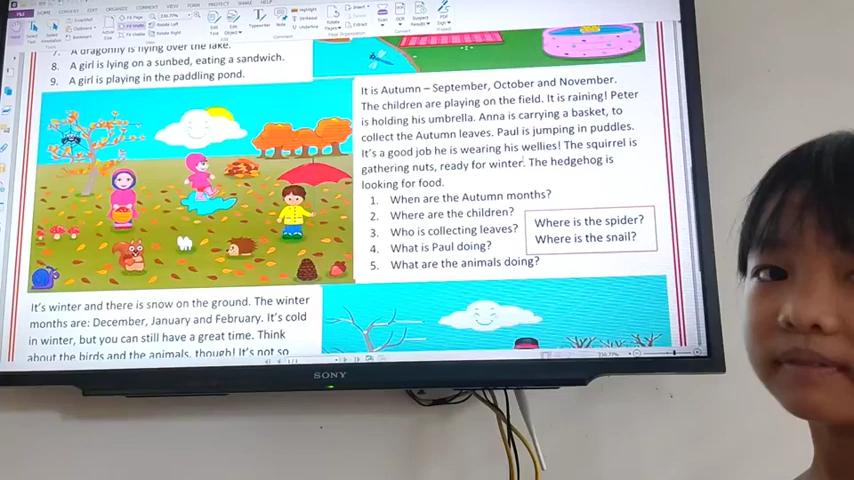 7. A dragonfly is flying over the lake.
8. A girl is lying on a sunbed, eating a sandwich.
9. A girl is playing in the paddling pond.
It is Autumn – September, October and November.
The children are playing on the field. It is raining! Peter
is holding his umbrella. Anna is carrying a basket, to
collect the Autumn leaves. Paul is jumping in puddles.
It's a good job he is wearing his wellies! The squirrel is
gathering nuts, ready for winter. The hedgehog is
looking for food.
1. When are the Autumn months?
2. Where are the children?
3. Who is collecting leaves?
4. What is Paul doing?
5. What are the animals doing?
Where is the spider?
Where is the snail?
It's winter and there is snow on the ground. The winter
months are: December, January and February. It's cold
in winter, but you can still have a great time. Think
about the birds and the animals, though! It's not so
SONY